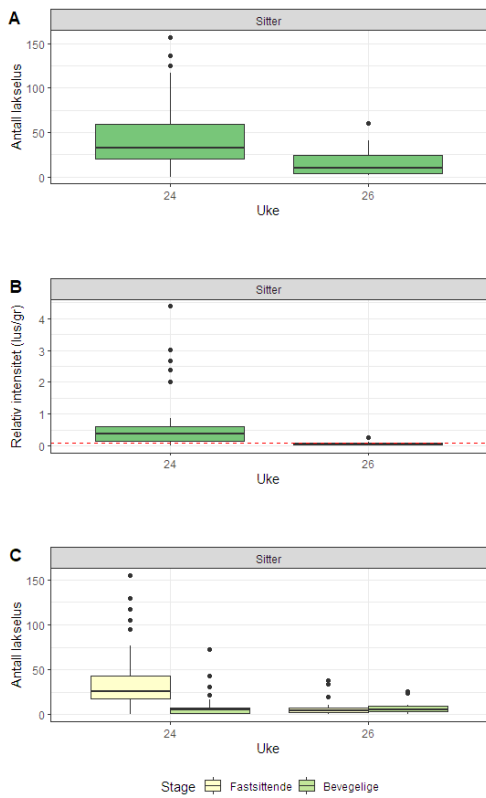 A
Sitter
Antall lakselus
150
100
50
0
24 26
Uke
B
Sitter
Relativ intensitet (lus/gr)
4
3
2
1
0
24 26
Uke
C
Sitter
Antall lakselus
150
100
50
0
24 26
Uke
Stage Fastsittende Bevegelige